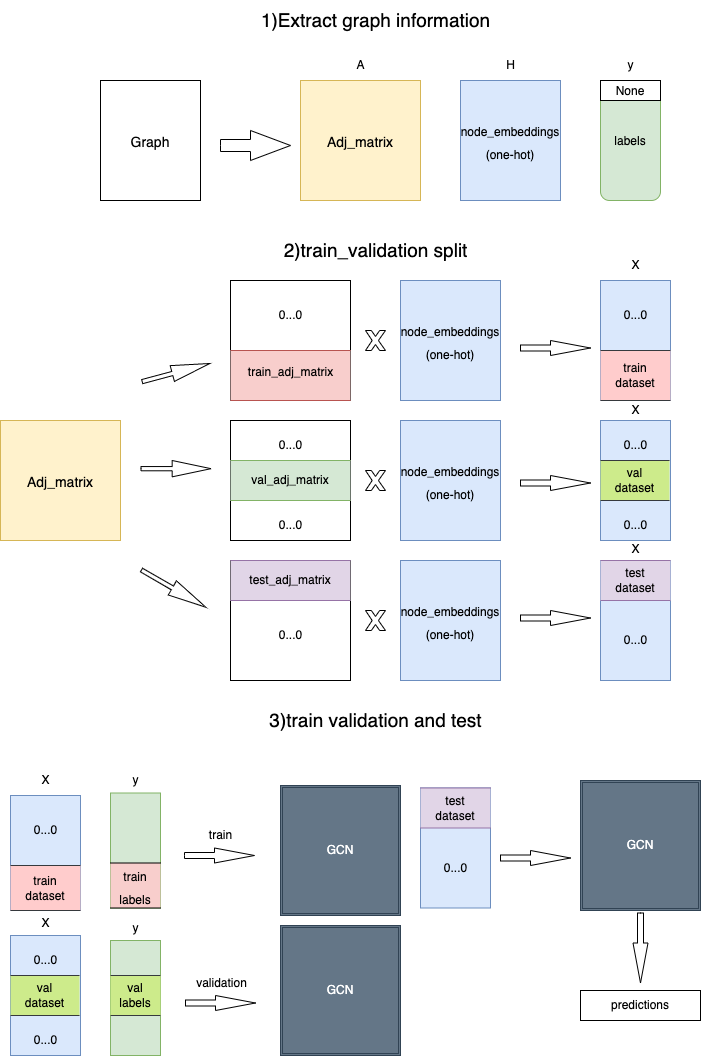 1)Extract graph information
A
H
y
Graph
Adj_matrix
node_embeddings
(one-hot)
None
labels
2)train_validation split
X
0...0
train_adj_matrix
X
node_embeddings
(one-hot)
0...0
train
dataset
Adj_matrix
X
0...0
val_adj_matrix
0...0
X
node_embeddings
(one-hot)
0...0
val
dataset
0...0
X
test_adj_matrix
0...0
X
node_embeddings
(one-hot)
test
dataset
0...0
3)train validation and test
X
y
0...0
train
dataset
train
labels
train
GCN
test
dataset
0...0
GCN
predictions
X
y
0...0
val
dataset
0...0
val
labels
validation
GCN